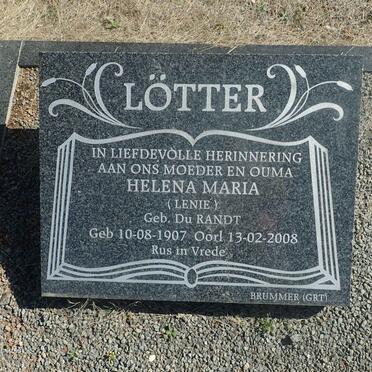 LÖTTER
IN LIEFDEVOLLE HERINNERING
AAN ONS MOEDER EN OUMA
HELENA MARIA
(LENIE)
Geb. Du RANDT
Geb 10-08-1907 Oorl 13-02-2008
Rus in Vrede
BRUMMER (GRT)